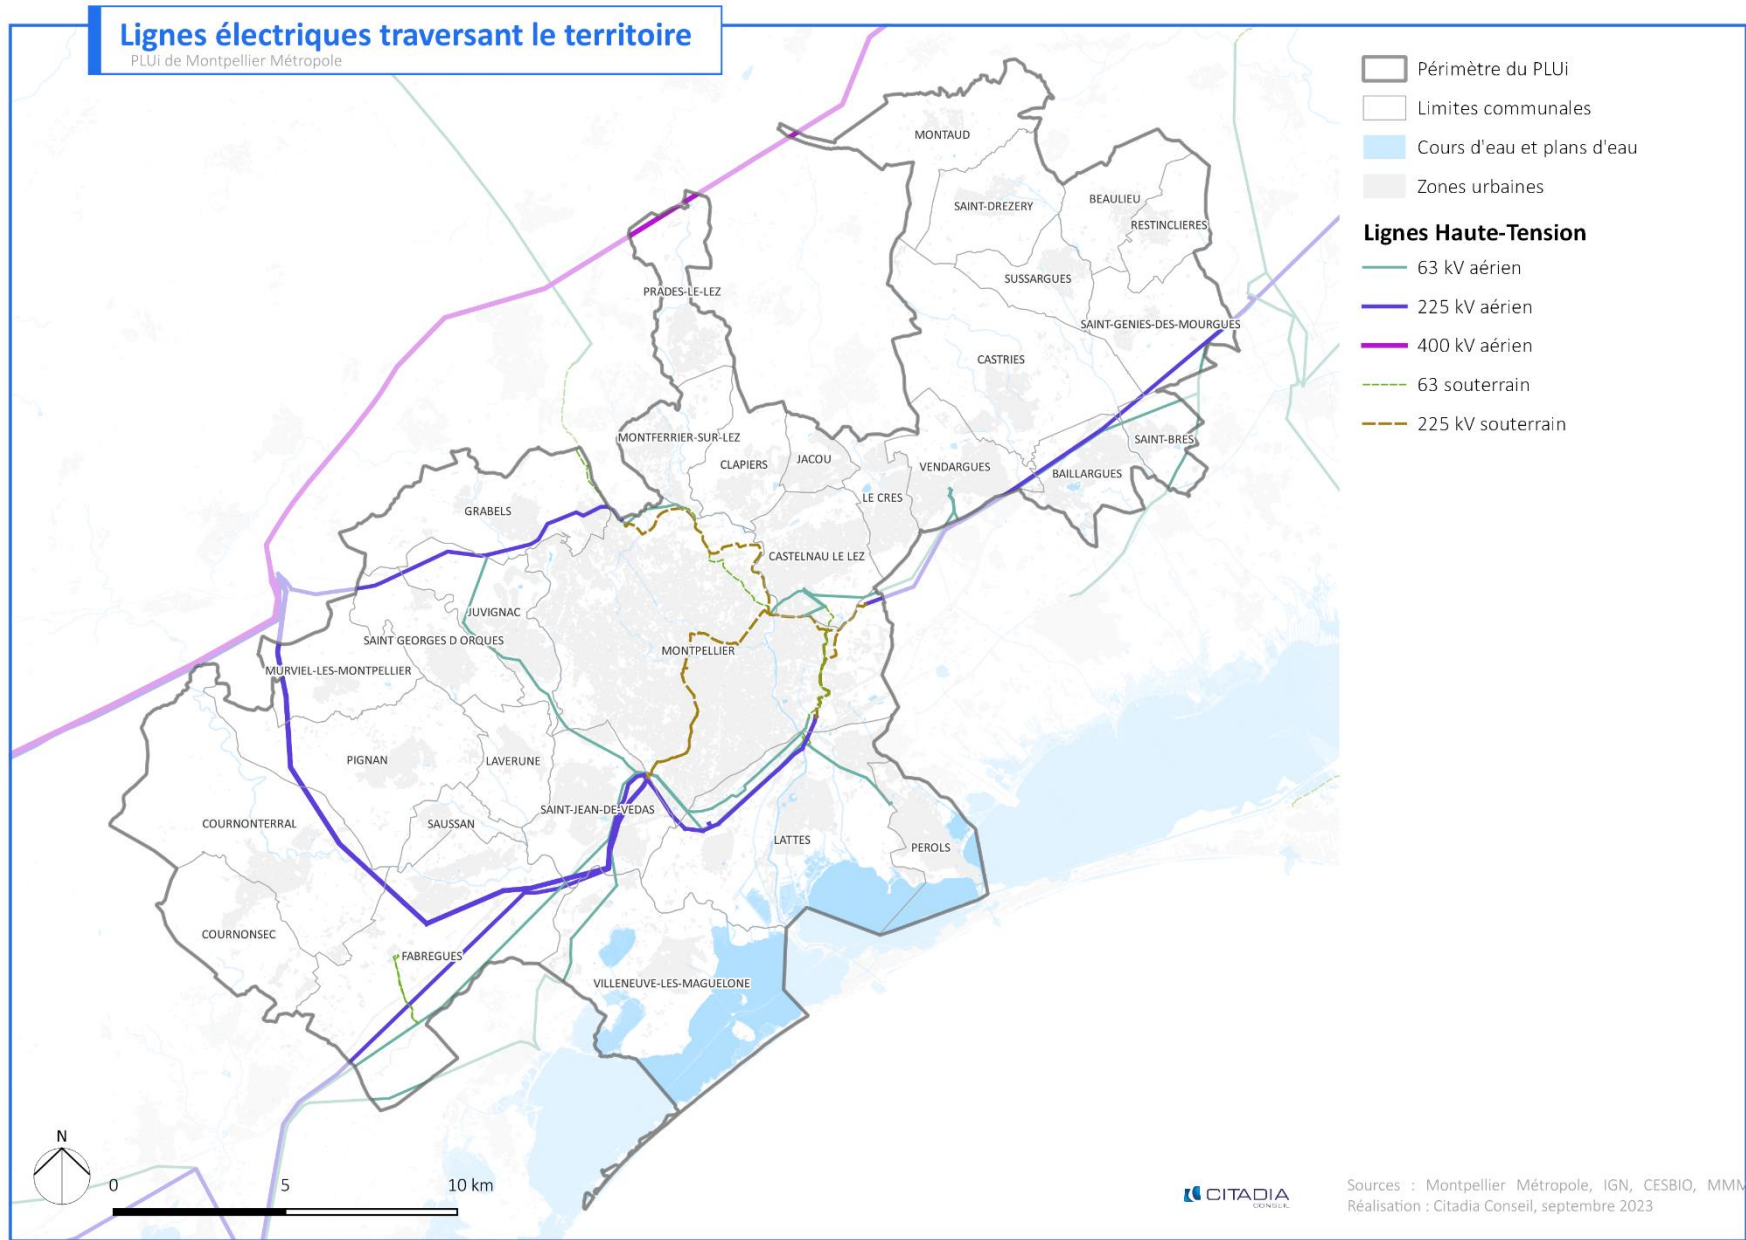 Lignes électriques traversant le territoire
PLUi de Montpellier Métropole
Périmètre du PLUi
Limites communales
Cours d'eau et plans d'eau
Zones urbaines
Lignes Haute-Tension
63 kV aérien
225 kV aérien
400 kV aérien
63 souterrain
225 kV souterrain
MONTAUD
SAINT-DREZERY
BEAULIEU
RESTINCLIERES
SUSSARGUES
PRADES-LE-LEZ
SAINT-GENIES-DES-MOURGUES
CASTRIES
MONTFERRIER-SUR-LEZ
CLAPIERS
JACOU
VENDARGUES
SAINT-BRES
BAILLARGUES
LE CRES
GRABELS
CASTELNAU LE LEZ
JUVIGNAC
SAINT GEORGES D ORQUES
MONTPELLIER
MURVIEL-LES-MONTPELLIER
PIGNAN
LAVERUNE
SAINT-JEAN-DE-VEDAS
COURNONTERRAL
SAUSSAN
LATTES
PEROLS
COURNONSEC
FABREGUES
VILLENEUVE-LES-MAGUELONE
N
0 5 10 km
CITADIA
CONSEIL
Sources : Montpellier Métropole, IGN, CESBIO, MMM
Réalisation : Citadia Conseil, septembre 2023